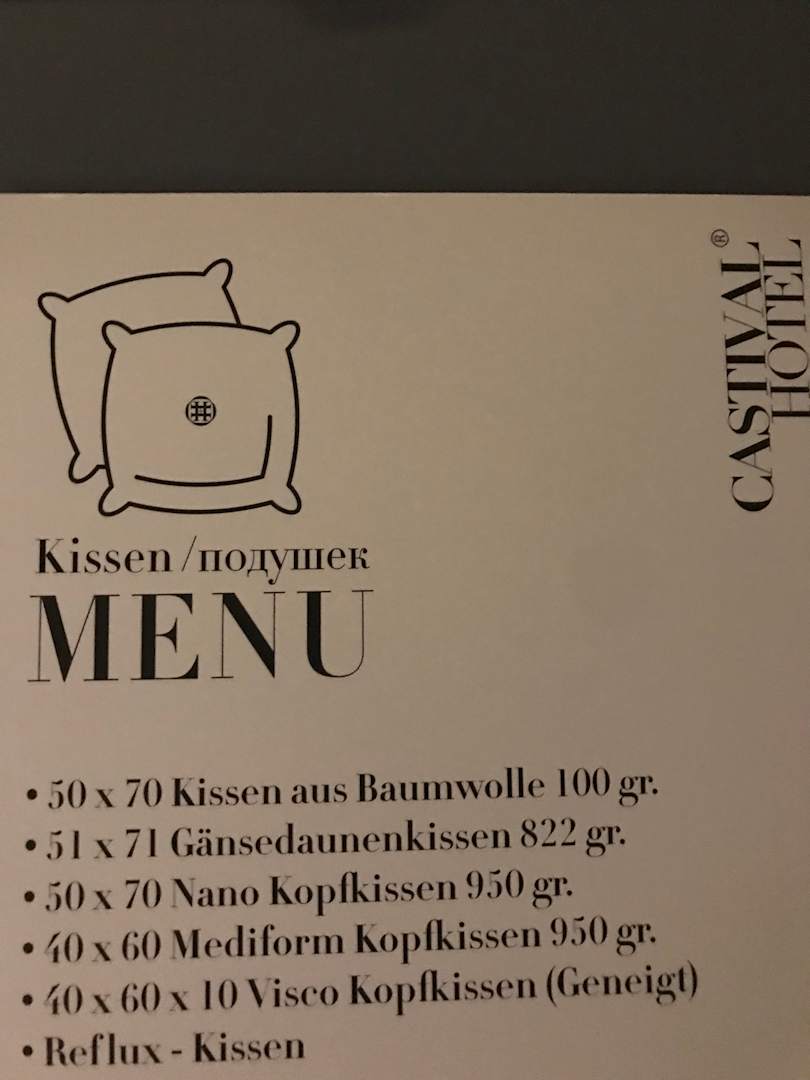 CASTIVAL®
HOTEL
Kissen/подушек
MENU
• 50 x 70 Kissen aus Baumwolle 100 gr.
• 51 x 71 Gänsedaunenkissen 822 gr.
• 50 x 70 Nano Kopfkissen 950 gr.
• 40 x 60 Mediform Kopfkissen 950 gr.
• 40 x 60 x 10 Visco Kopfkissen (Geneigt)
• Reflux - Kissen